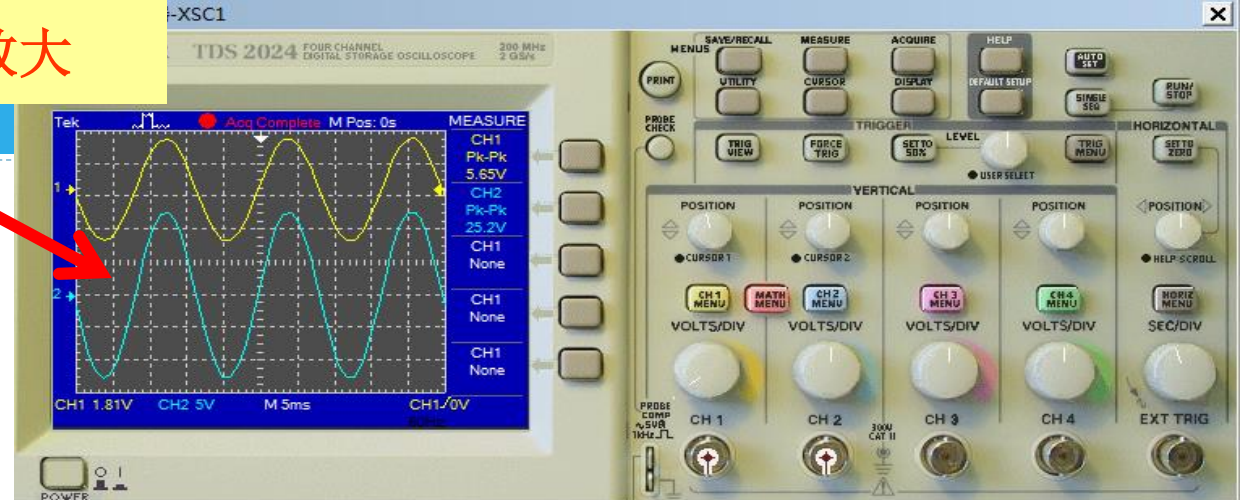 -XSC1
放大
TDS 2024 FOUR CHANNEL DIGITAL STORAGE OSCILLOSCOPE 200 MHz 2 GS/s
MENUS
SAVE/RECALL MEASURE ACQUIRE
PRINT
UTILITY CURSOR DISPLAY
HELP
DEFAULT SETUP
AUTO SET
SINGLE SEQ
RUN/ STOP
PROBE CHECK
TRIGGER
TRIG VIEW
FORCE TRIG
SET TO 50%
LEVEL
USER SELECT
TRIG MENU
HORIZONTAL
SET TO ZERO
VERTICAL
POSITION POSITION POSITION POSITION POSITION
CURSOR 1 CURSOR 2 HELP SCROLL
CH 1 MENU MATH MENU CH 2 MENU CH 3 MENU CH 4 MENU HORIZ MENU
VOLTS/DIV VOLTS/DIV VOLTS/DIV VOLTS/DIV SEC/DIV
PROBE COMP
~5V@
1kHz
CH 1 CH 2 CH 3 CH 4 EXT TRIG
300V
CAT II
Tek Acq Complete M Pos: 0s MEASURE
CH1
Pk-Pk
5.65V
CH2
Pk-Pk
25.2V
CH1
None
CH1
None
CH1
None
1
2
CH1 1.81V CH2 5V M 5ms CH1 0V
POWER